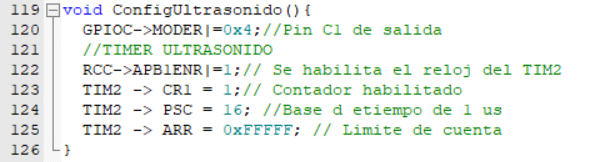 119 void ConfigUltrasonido(){
120 GPIOC->MODER|=0x4;//Pin C1 de salida
121 //TIMER ULTRASONIDO
122 RCC->APB1ENR|=1;// Se habilita el reloj del TIM2
123 TIM2 -> CR1 = 1;// Contador habilitado
124 TIM2 -> PSC = 16; //Base d etiempo de 1 us
125 TIM2 -> ARR = 0xFFFFF; // Limite de cuenta
126 }